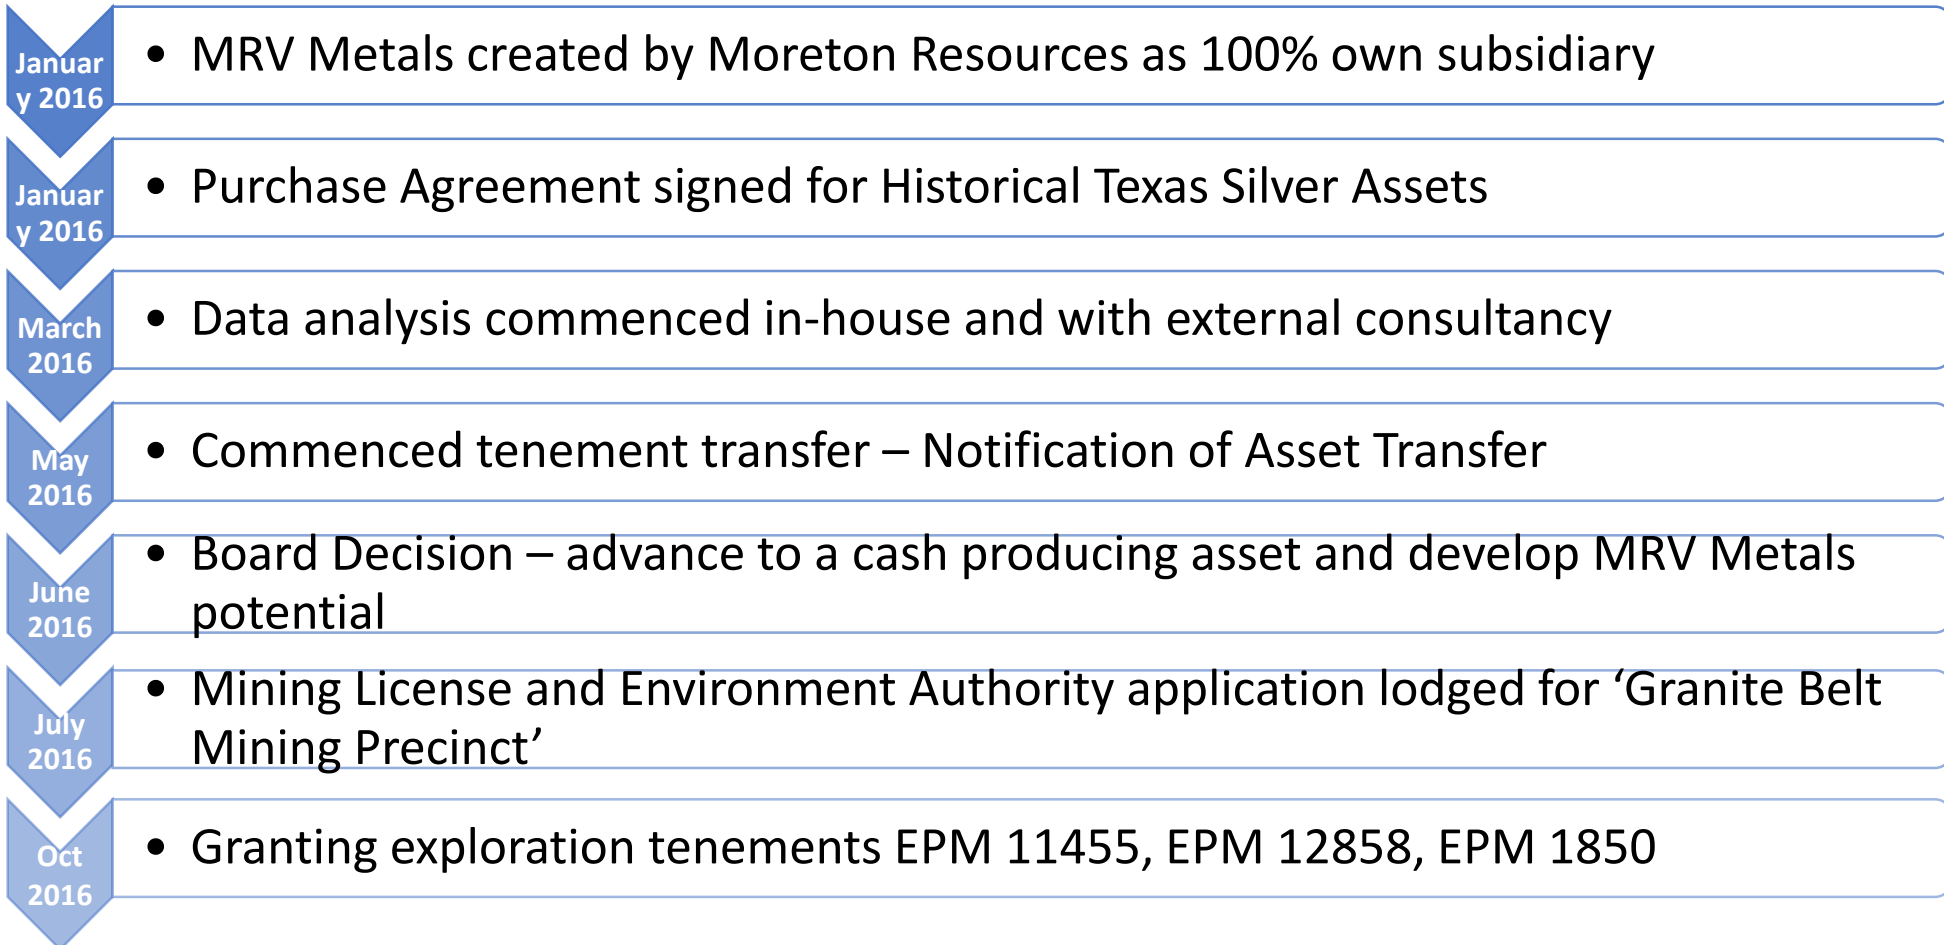 Januar
y 2016
• MRV Metals created by Moreton Resources as 100% own subsidiary
Januar
y 2016
• Purchase Agreement signed for Historical Texas Silver Assets
March
2016
• Data analysis commenced in-house and with external consultancy
May
2016
• Commenced tenement transfer – Notification of Asset Transfer
June
2016
• Board Decision – advance to a cash producing asset and develop MRV Metals
potential
July
2016
• Mining License and Environment Authority application lodged for ‘Granite Belt
Mining Precinct’
Oct
2016
• Granting exploration tenements EPM 11455, EPM 12858, EPM 1850